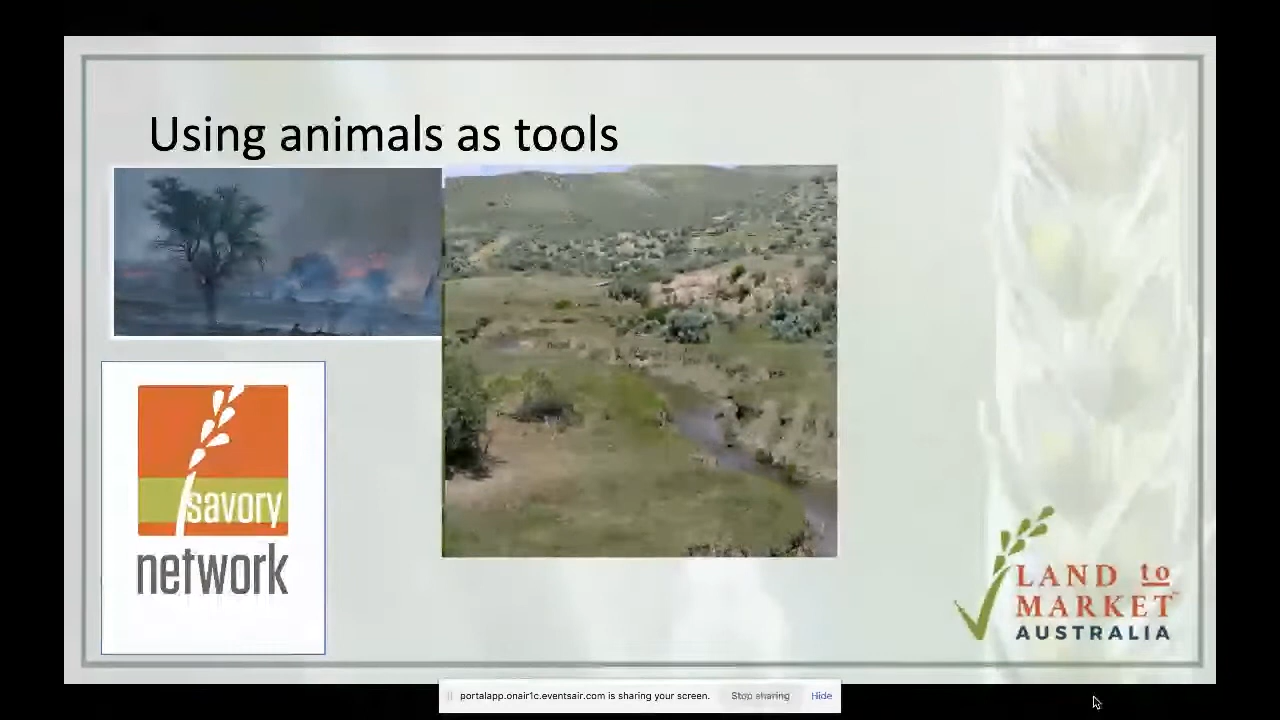 Using animals as tools
savory
network
LAND to
MARKET™
AUSTRALIA
portalapp.onair1c.eventsair.com is sharing your screen. Stop sharing Hide